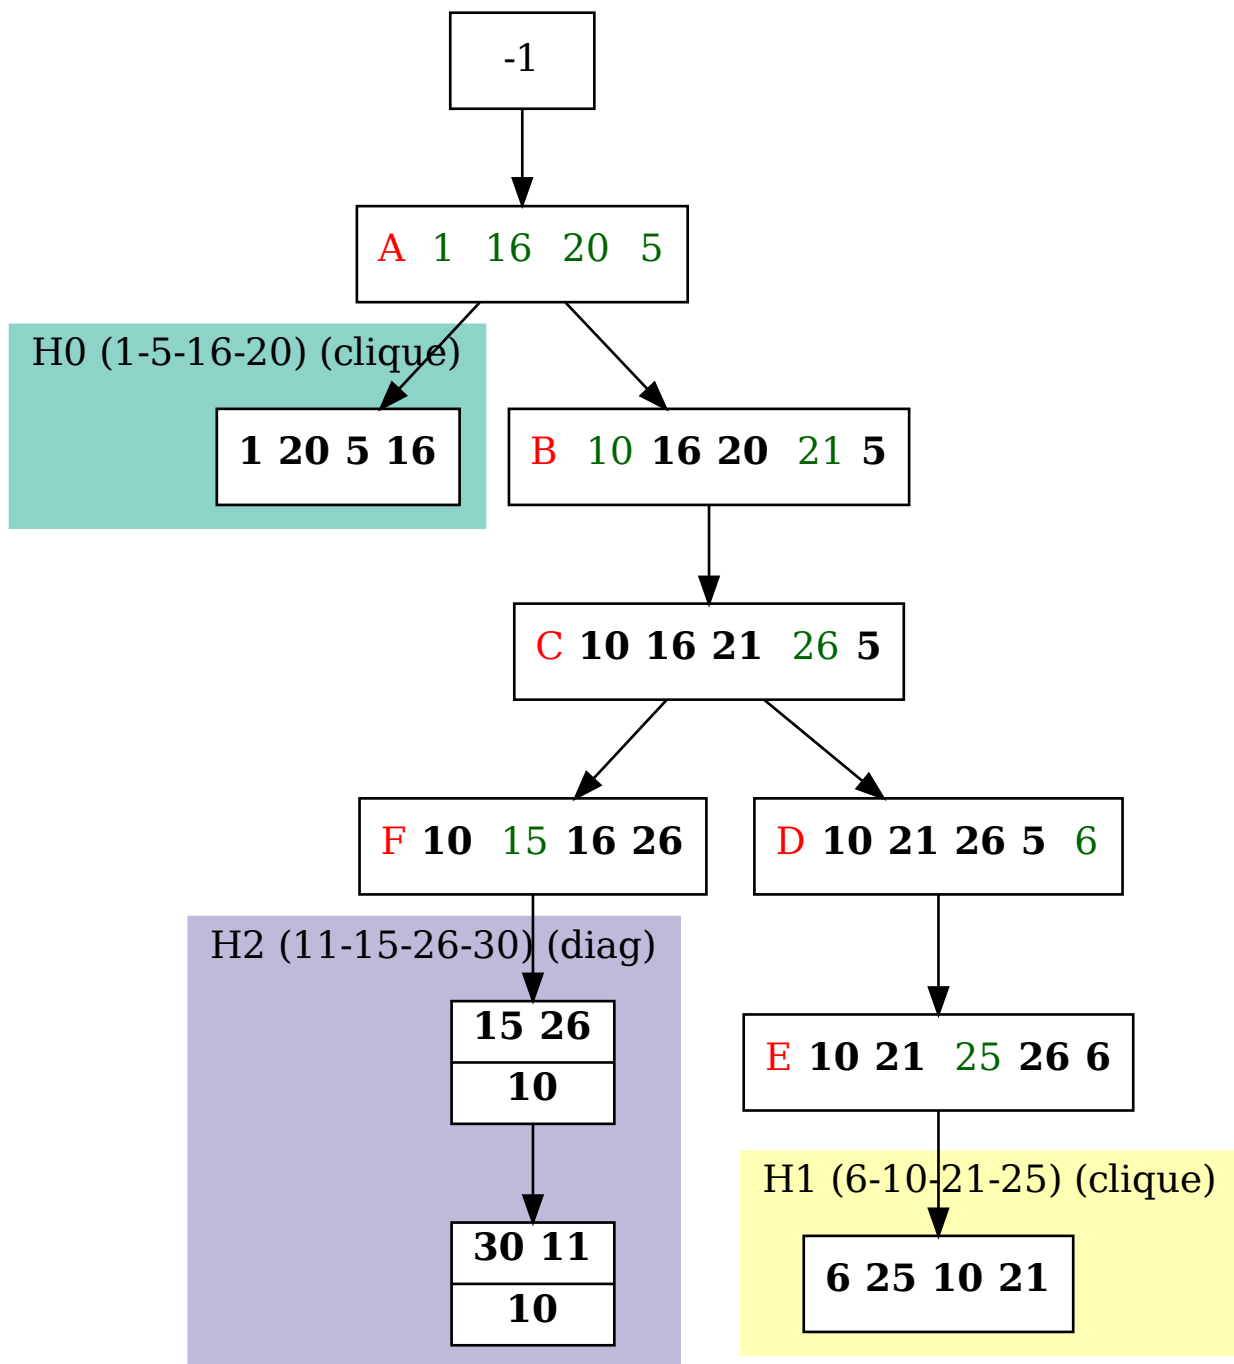 -1
A 1 16 20 5
H0 (1-5-16-20) (clique)
1 20 5 16
B 10 16 20 21 5
C 10 16 21 26 5
F 10 15 16 26
D 10 21 26 5 6
H2 (11-15-26-30) (diag)
15 26
10
E 10 21 25 26 6
H1 (6-10-21-25) (clique)
30 11
10
6 25 10 21